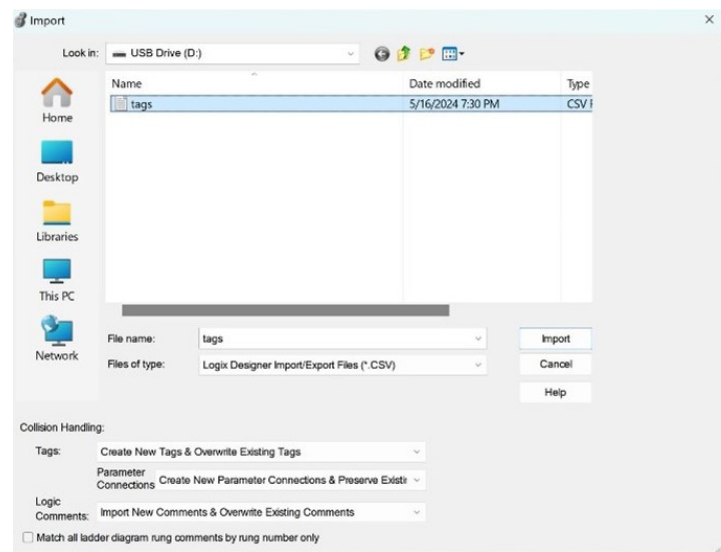 Import
Look in: USB Drive (D:)
Name Date modified Type
tags 5/16/2024 7:30 PM CSV F
Home
Desktop
Libraries
This PC
Network
File name: tags Import
Files of type: Logix Designer Import/Export Files (*.CSV) Cancel
Help
Collision Handling:
Tags: Create New Tags & Overwrite Existing Tags
Parameter
Connections Create New Parameter Connections & Preserve Existir
Logic
Comments: Import New Comments & Overwrite Existing Comments
Match all ladder diagram rung comments by rung number only